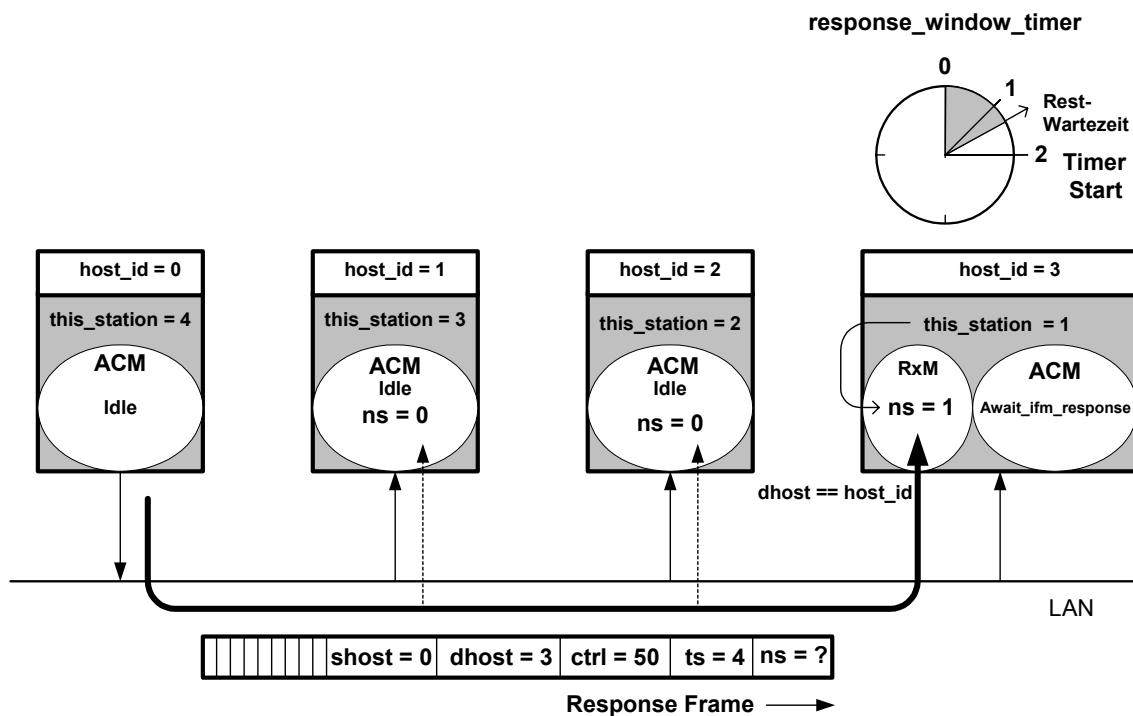 response_window_timer
0
1
Rest-
Wartezeit
2 Timer
Start
host_id = 0
host_id = 1
host_id = 2
host_id = 3
this_station = 4
this_station = 3
this_station = 2
this_station = 1
ACM
Idle
ACM
Idle
ns = 0
ACM
Idle
ns = 0
RxM
ns = 1
ACM
Await_ifm_response
dhost == host_id
LAN
shost = 0 dhost = 3 ctrl = 50 ts = 4 ns = ?
Response Frame